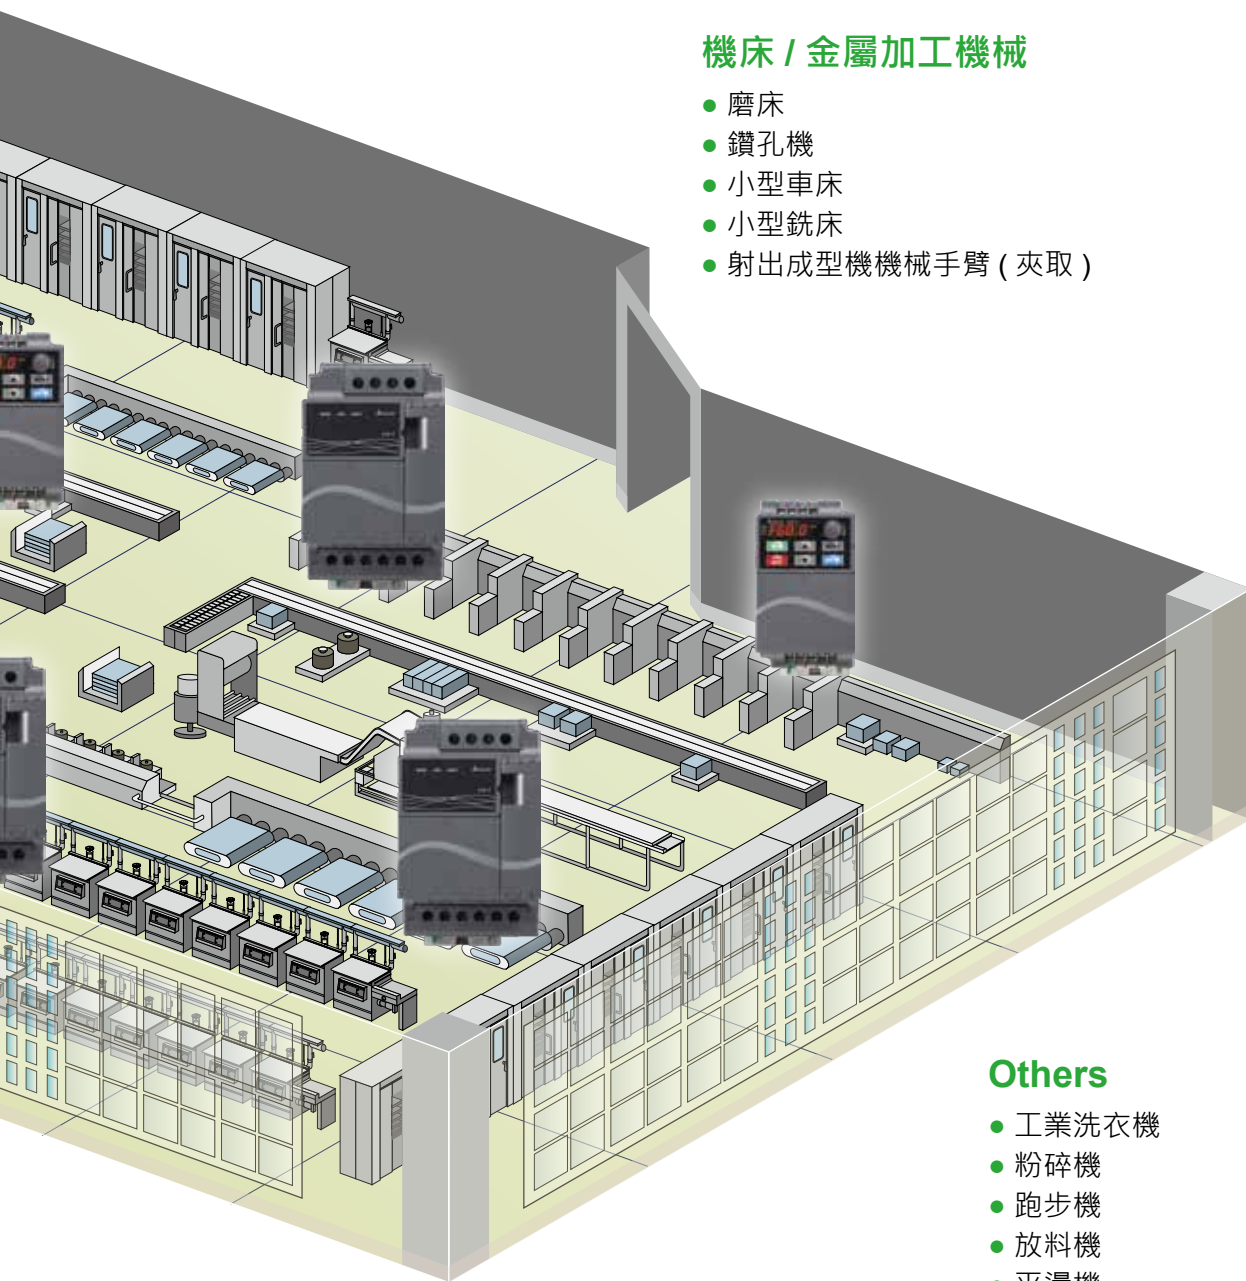 機床 / 金屬加工機械
● 磨床
● 鑽孔機
● 小型車床
● 小型銑床
● 射出成型機機械手臂 ( 夾取 )
Others
● 工業洗衣機
● 粉碎機
● 跑步機
● 放料機